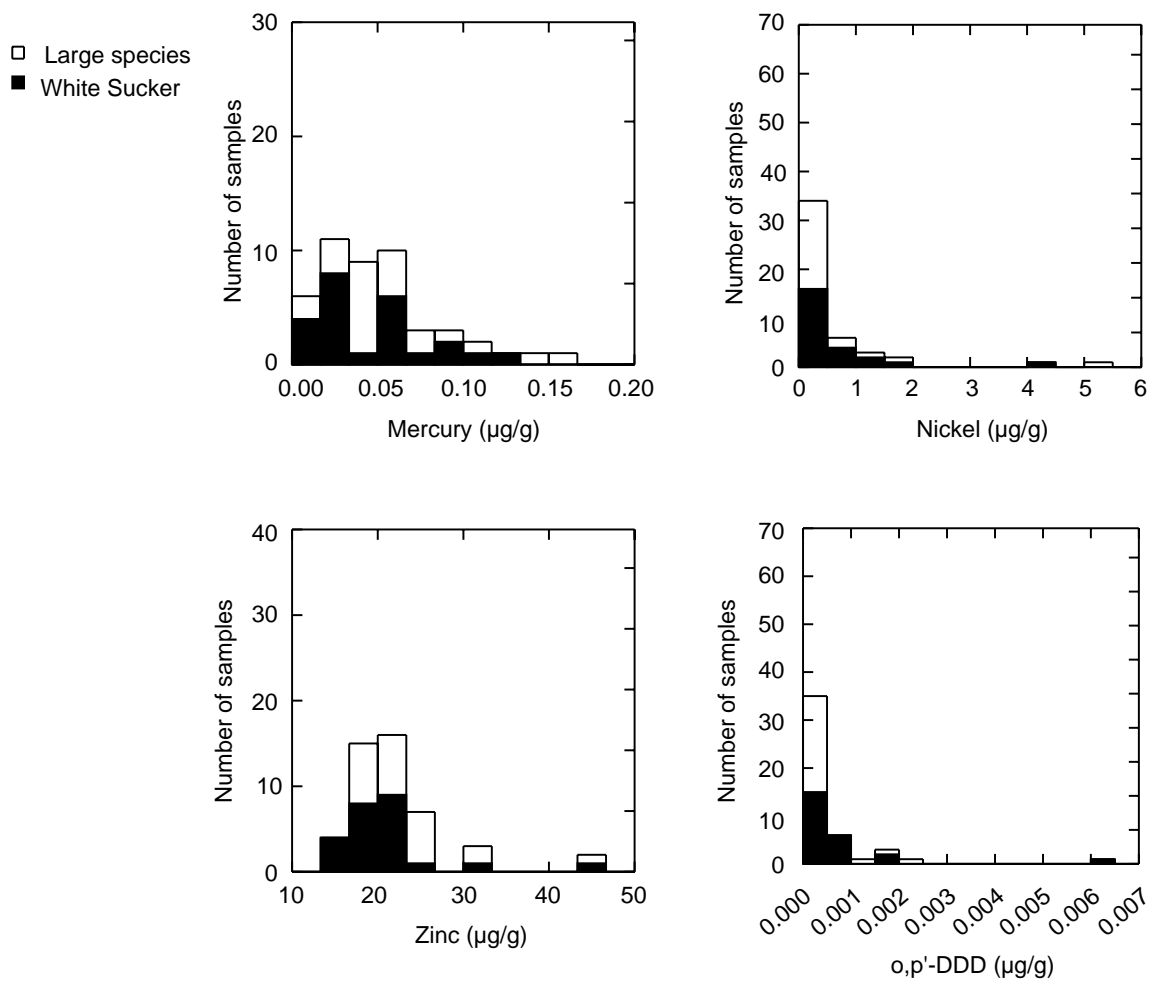 Large species
White Sucker
30
20
10
0
Number of samples
0.00 0.05 0.10 0.15 0.20
Mercury (µg/g)
70
60
50
40
30
20
10
0
Number of samples
0 1 2 3 4 5 6
Nickel (µg/g)
40
30
20
10
0
Number of samples
10 20 30 40 50
Zinc (µg/g)
70
60
50
40
30
20
10
0
Number of samples
0.000 0.001 0.002 0.003 0.004 0.005 0.006 0.007
o,p'-DDD (µg/g)